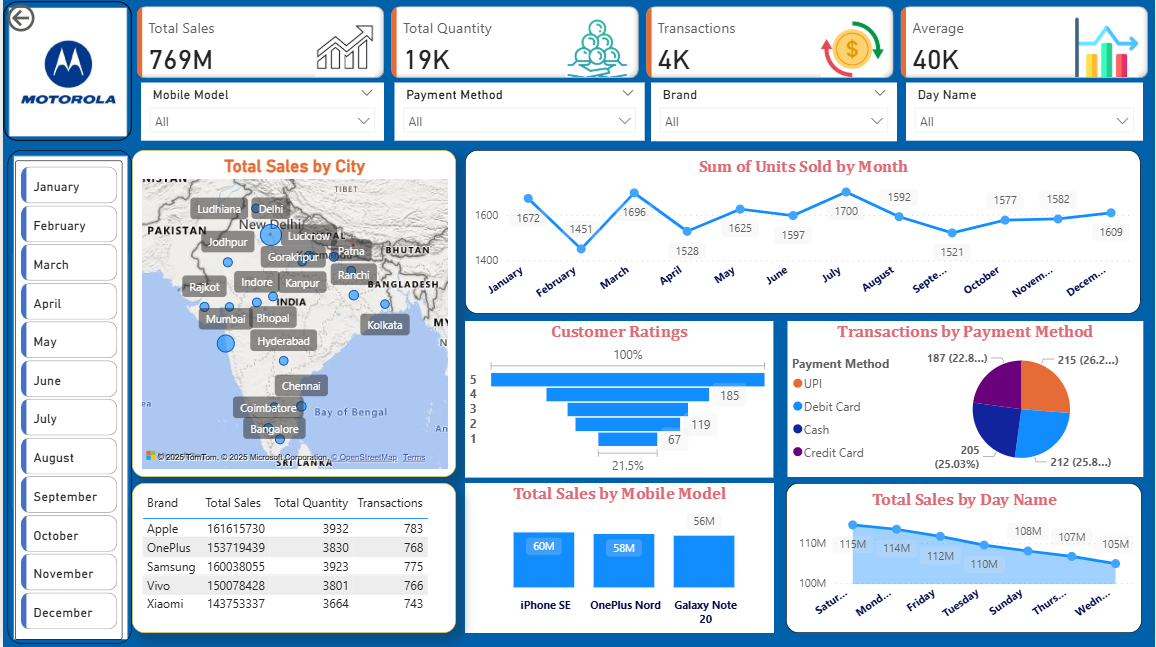 MOTOROLA
Total Sales
769M
Total Quantity
19K
Transactions
4K
Average
40K
Mobile Model
All
Payment Method
All
Brand
All
Day Name
All
January
February
March
April
May
June
July
August
September
October
November
December
Total Sales by City
TIBET
Ludhiana
Delhi
New Delhi
PAKISTAN
Jodhpur
Lucknow
Gorakhpur
Patna
BHUTAN
Ranchi
Rajkot
Indore
Kanpur
BANGLADESH
INDIA
Mumbai
Bhopal
Kolkata
Hyderabad
Chennai
Coimbatore
Bay of Bengal
Bangalore
© 2025 TomTom, © 2025 Microsoft Corporation, © OpenStreetMap Terms
SRI LANKA
Sum of Units Sold by Month
1600
1400
1672
1451
1696
1528
1625
1597
1700
1592
1521
1577
1582
1609
January
February
March
April
May
June
July
August
Septe...
October
Novem...
Decem...
Customer Ratings
100%
5
4
185
3
2
119
1
67
21.5%
Transactions by Payment Method
Payment Method
UPI
Debit Card
Cash
Credit Card
187 (22.8...)
215 (26.2...)
205
(25.03%)
212 (25.8...)
Brand Total Sales Total Quantity Transactions
Apple 161615730 3932 783
OnePlus 153719439 3830 768
Samsung 160038055 3923 775
Vivo 150078428 3801 766
Xiaomi 143753337 3664 743
Total Sales by Mobile Model
60M
58M
56M
iPhone SE
OnePlus Nord
Galaxy Note
20
Total Sales by Day Name
110M
100M
115M
114M
112M
110M
108M
107M
105M
Satur...
Mond...
Friday
Tuesday
Sunday
Thurs...
Wedn...